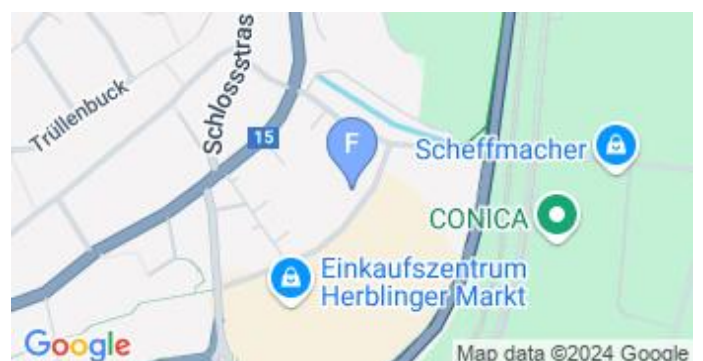 Trüllenbuck
Schlossstras
15
F
Scheffmacher
CONICA
Einkaufszentrum
Herblinger Markt
Google
Map data ©2024 Google